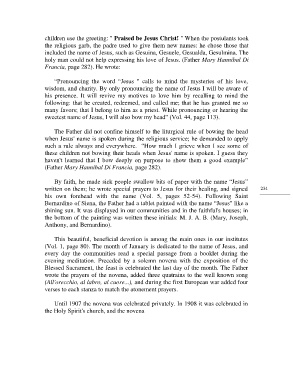 children use the greeting: " Praised be Jesus Christ! " When the postulants took
the religious garb, the padre used to give them new names: he chose those that
included the name of Jesus, such as Gesuina, Gesuele, Gesualda, Gesulmina. The
holy man could not help expressing his love of Jesus. (Father Mary Hannibal Di
Francia, page 282). He wrote:
"Pronouncing the word "Jesus " calls to mind the mysteries of his love,
wisdom, and charity. By only pronouncing the name of Jesus I will be aware of
his presence. It will revive my motives to love him by recalling to mind the
following: that he created, redeemed, and called me; that he has granted me so
many favors; that I belong to him as a priest. While pronouncing or hearing the
sweetest name of Jesus, I will also bow my head" (Vol. 44, page 113).
The Father did not confine himself to the liturgical rule of bowing the head
when Jesus' name is spoken during the religious service; he demanded to apply
such a rule always and everywhere. "How much I grieve when I see some of
these children not bowing their heads when Jesus' name is spoken. I guess they
haven't learned that I bow deeply on purpose to show them a good example"
(Father Mary Hannibal Di Francia, page 282).
By faith, he made sick people swallow bits of paper with the name "Jesus"
written on them; he wrote special prayers to Jesus for their healing, and signed
his own forehead with the name (Vol. 5, pages 52-54). Following Saint
Bernardino of Siena, the Father had a tablet painted with the name "Jesus" like a
shining sun. It was displayed in our communities and in the faithful's houses; in
the bottom of the painting was written these initials: M. J. A. B. (Mary, Joseph,
Anthony, and Bernardino).
231
This beautiful, beneficial devotion is among the main ones in our institutes
(Vol. 1, page 80). The month of January is dedicated to the name of Jesus, and
every day the communities read a special passage from a booklet during the
evening meditation. Preceded by a solemn novena with the exposition of the
Blessed Sacrament, the feast is celebrated the last day of the month. The Father
wrote the prayers of the novena, added three quatrains to the well known song
(All'orecchio, al labro, al cuore...), and during the first European war added four
verses to each stanza to match the atonement prayers.
Until 1907 the novena was celebrated privately. In 1908 it was celebrated in
the Holy Spirit's church, and the novena